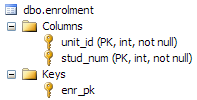 dbo.enrolment
Columns
unit_id (PK, int, not null)
stud_num (PK, int, not null)
Keys
enr_pk